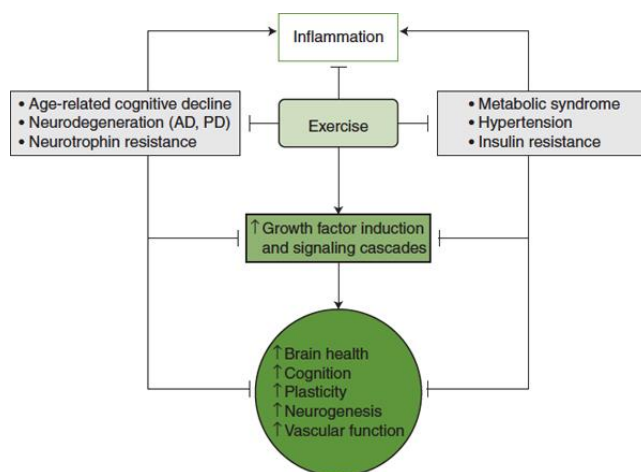 Inflammation
• Age-related cognitive decline
• Neurodegeneration (AD, PD)
• Neurotrophin resistance
Exercise
• Metabolic syndrome
• Hypertension
• Insulin resistance
↑ Growth factor induction
and signaling cascades
↑ Brain health
↑ Cognition
↑ Plasticity
↑ Neurogenesis
↑ Vascular function